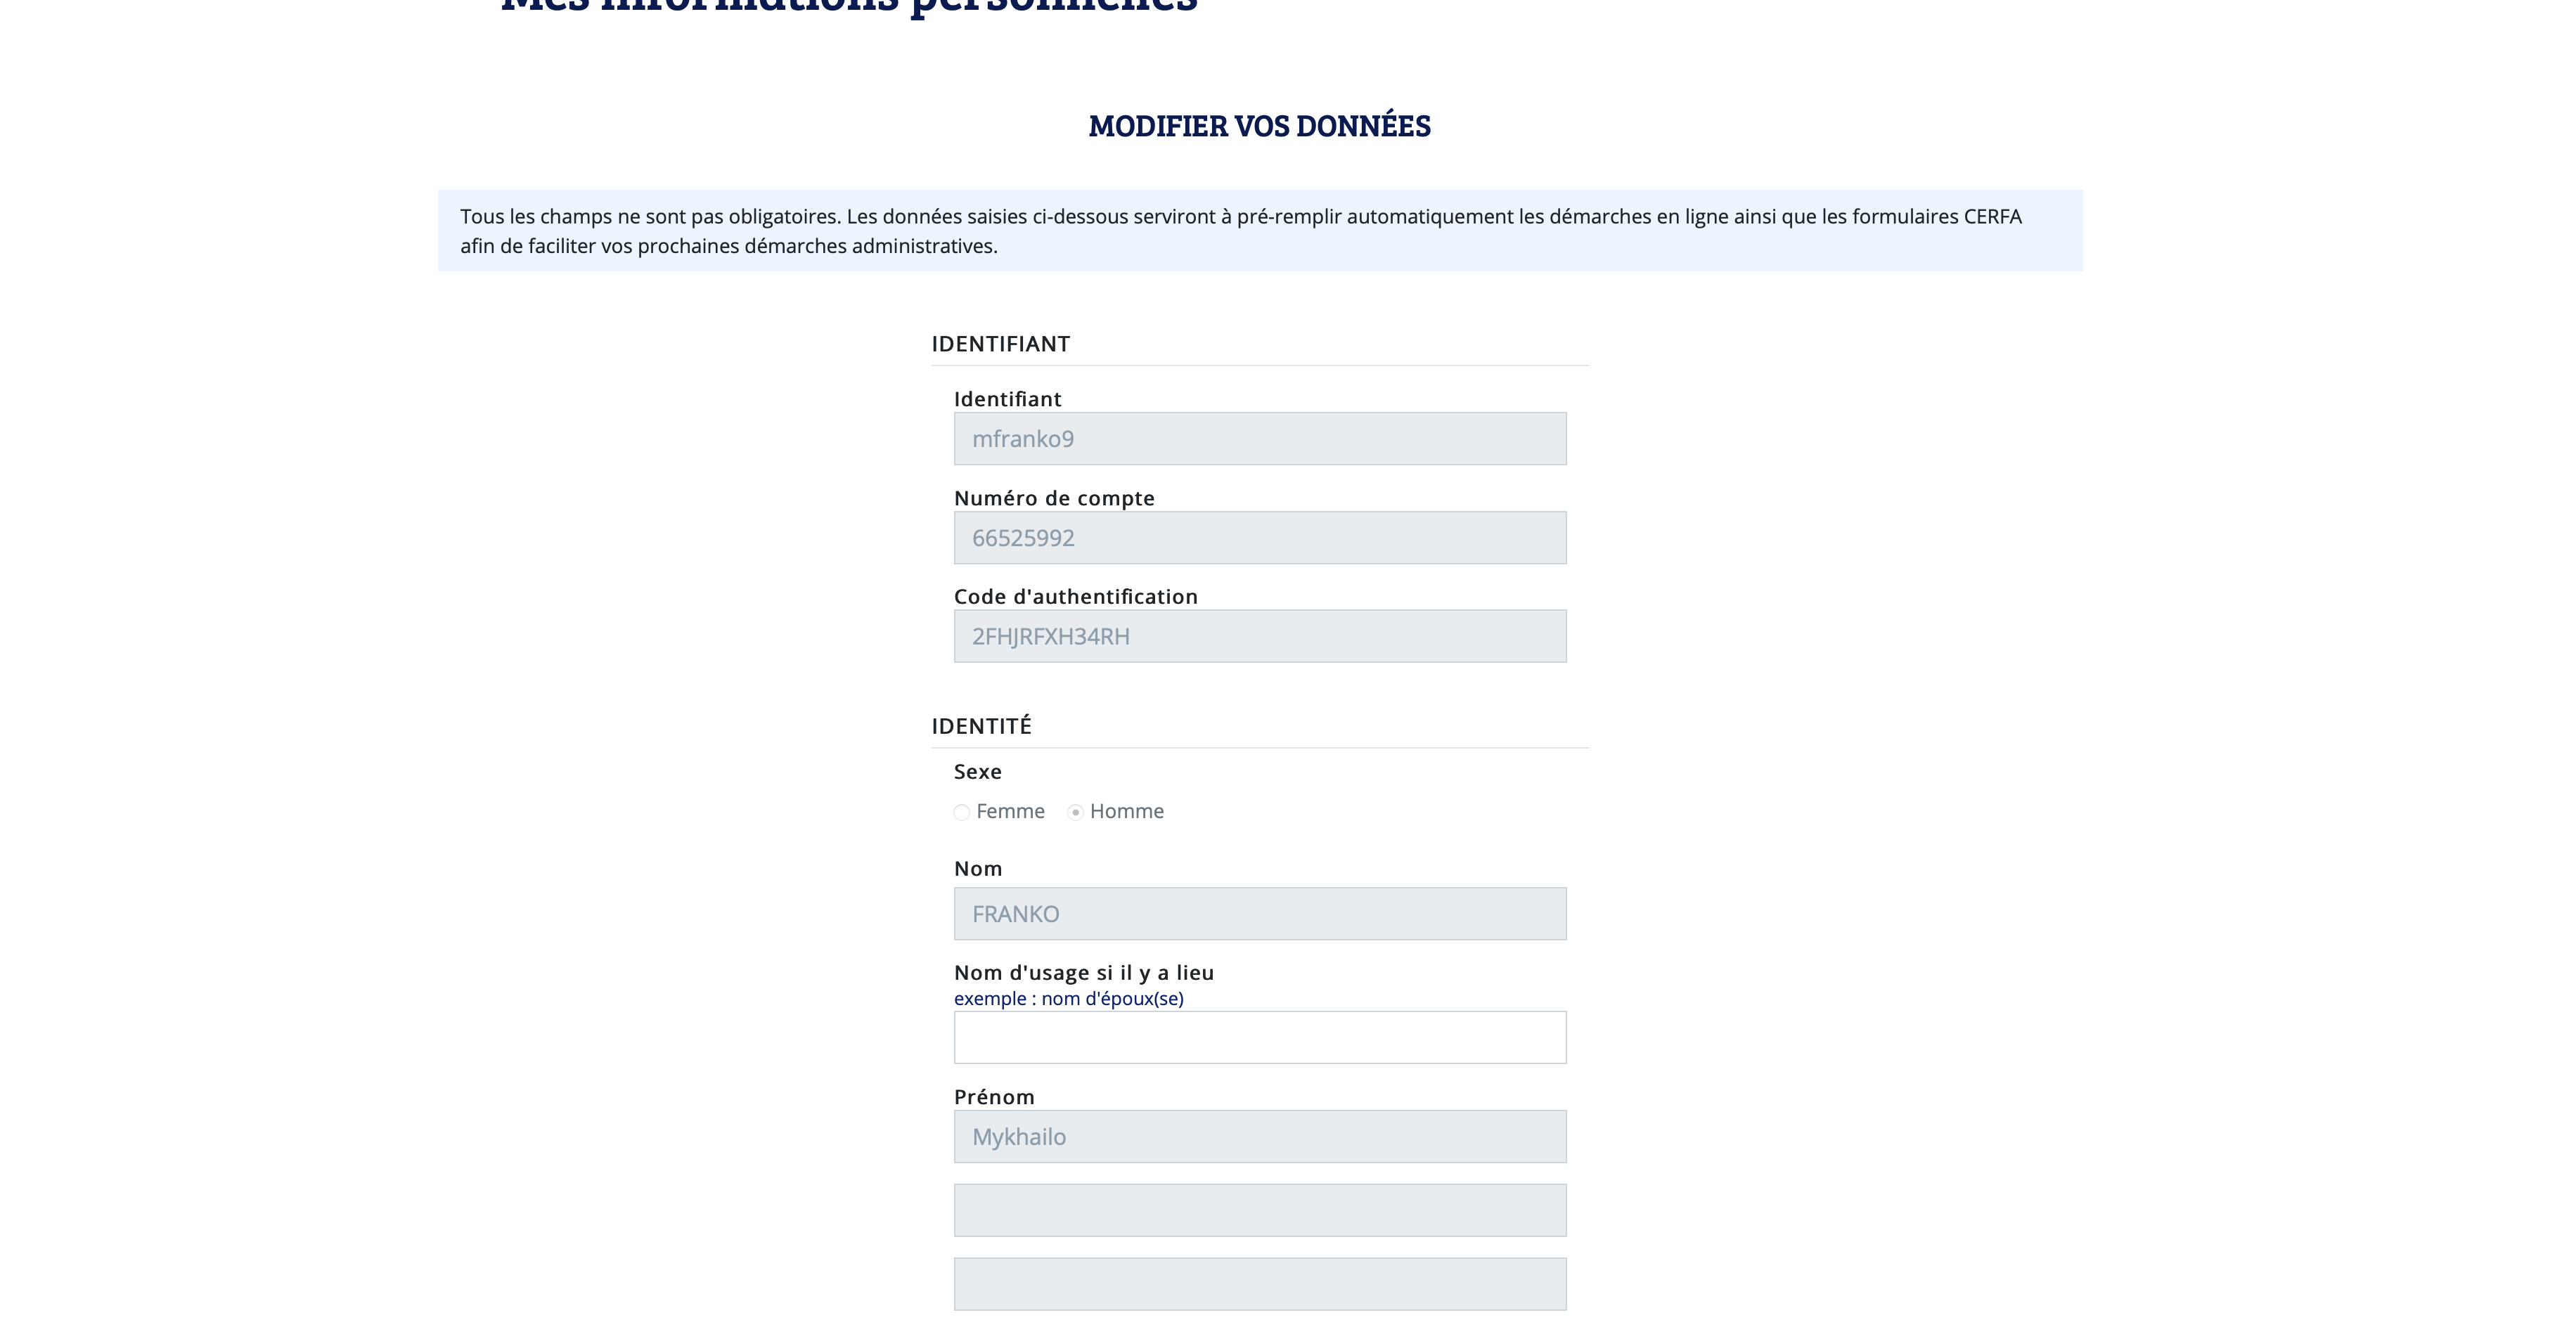 Mes informations personnelles
MODIFIER VOS DONNÉES
Tous les champs ne sont pas obligatoires. Les données saisies ci-dessous serviront à pré-remplir automatiquement les démarches en ligne ainsi que les formulaires CERFA
afin de faciliter vos prochaines démarches administratives.
IDENTIFIANT
Identifiant
mfranko9
Numéro de compte
66525992
Code d'authentification
2FHJRFXH34RH
IDENTITÉ
Sexe
Femme Homme
Nom
FRANKO
Nom d'usage si il y a lieu
exemple : nom d'époux(se)
Prénom
Mykhailo